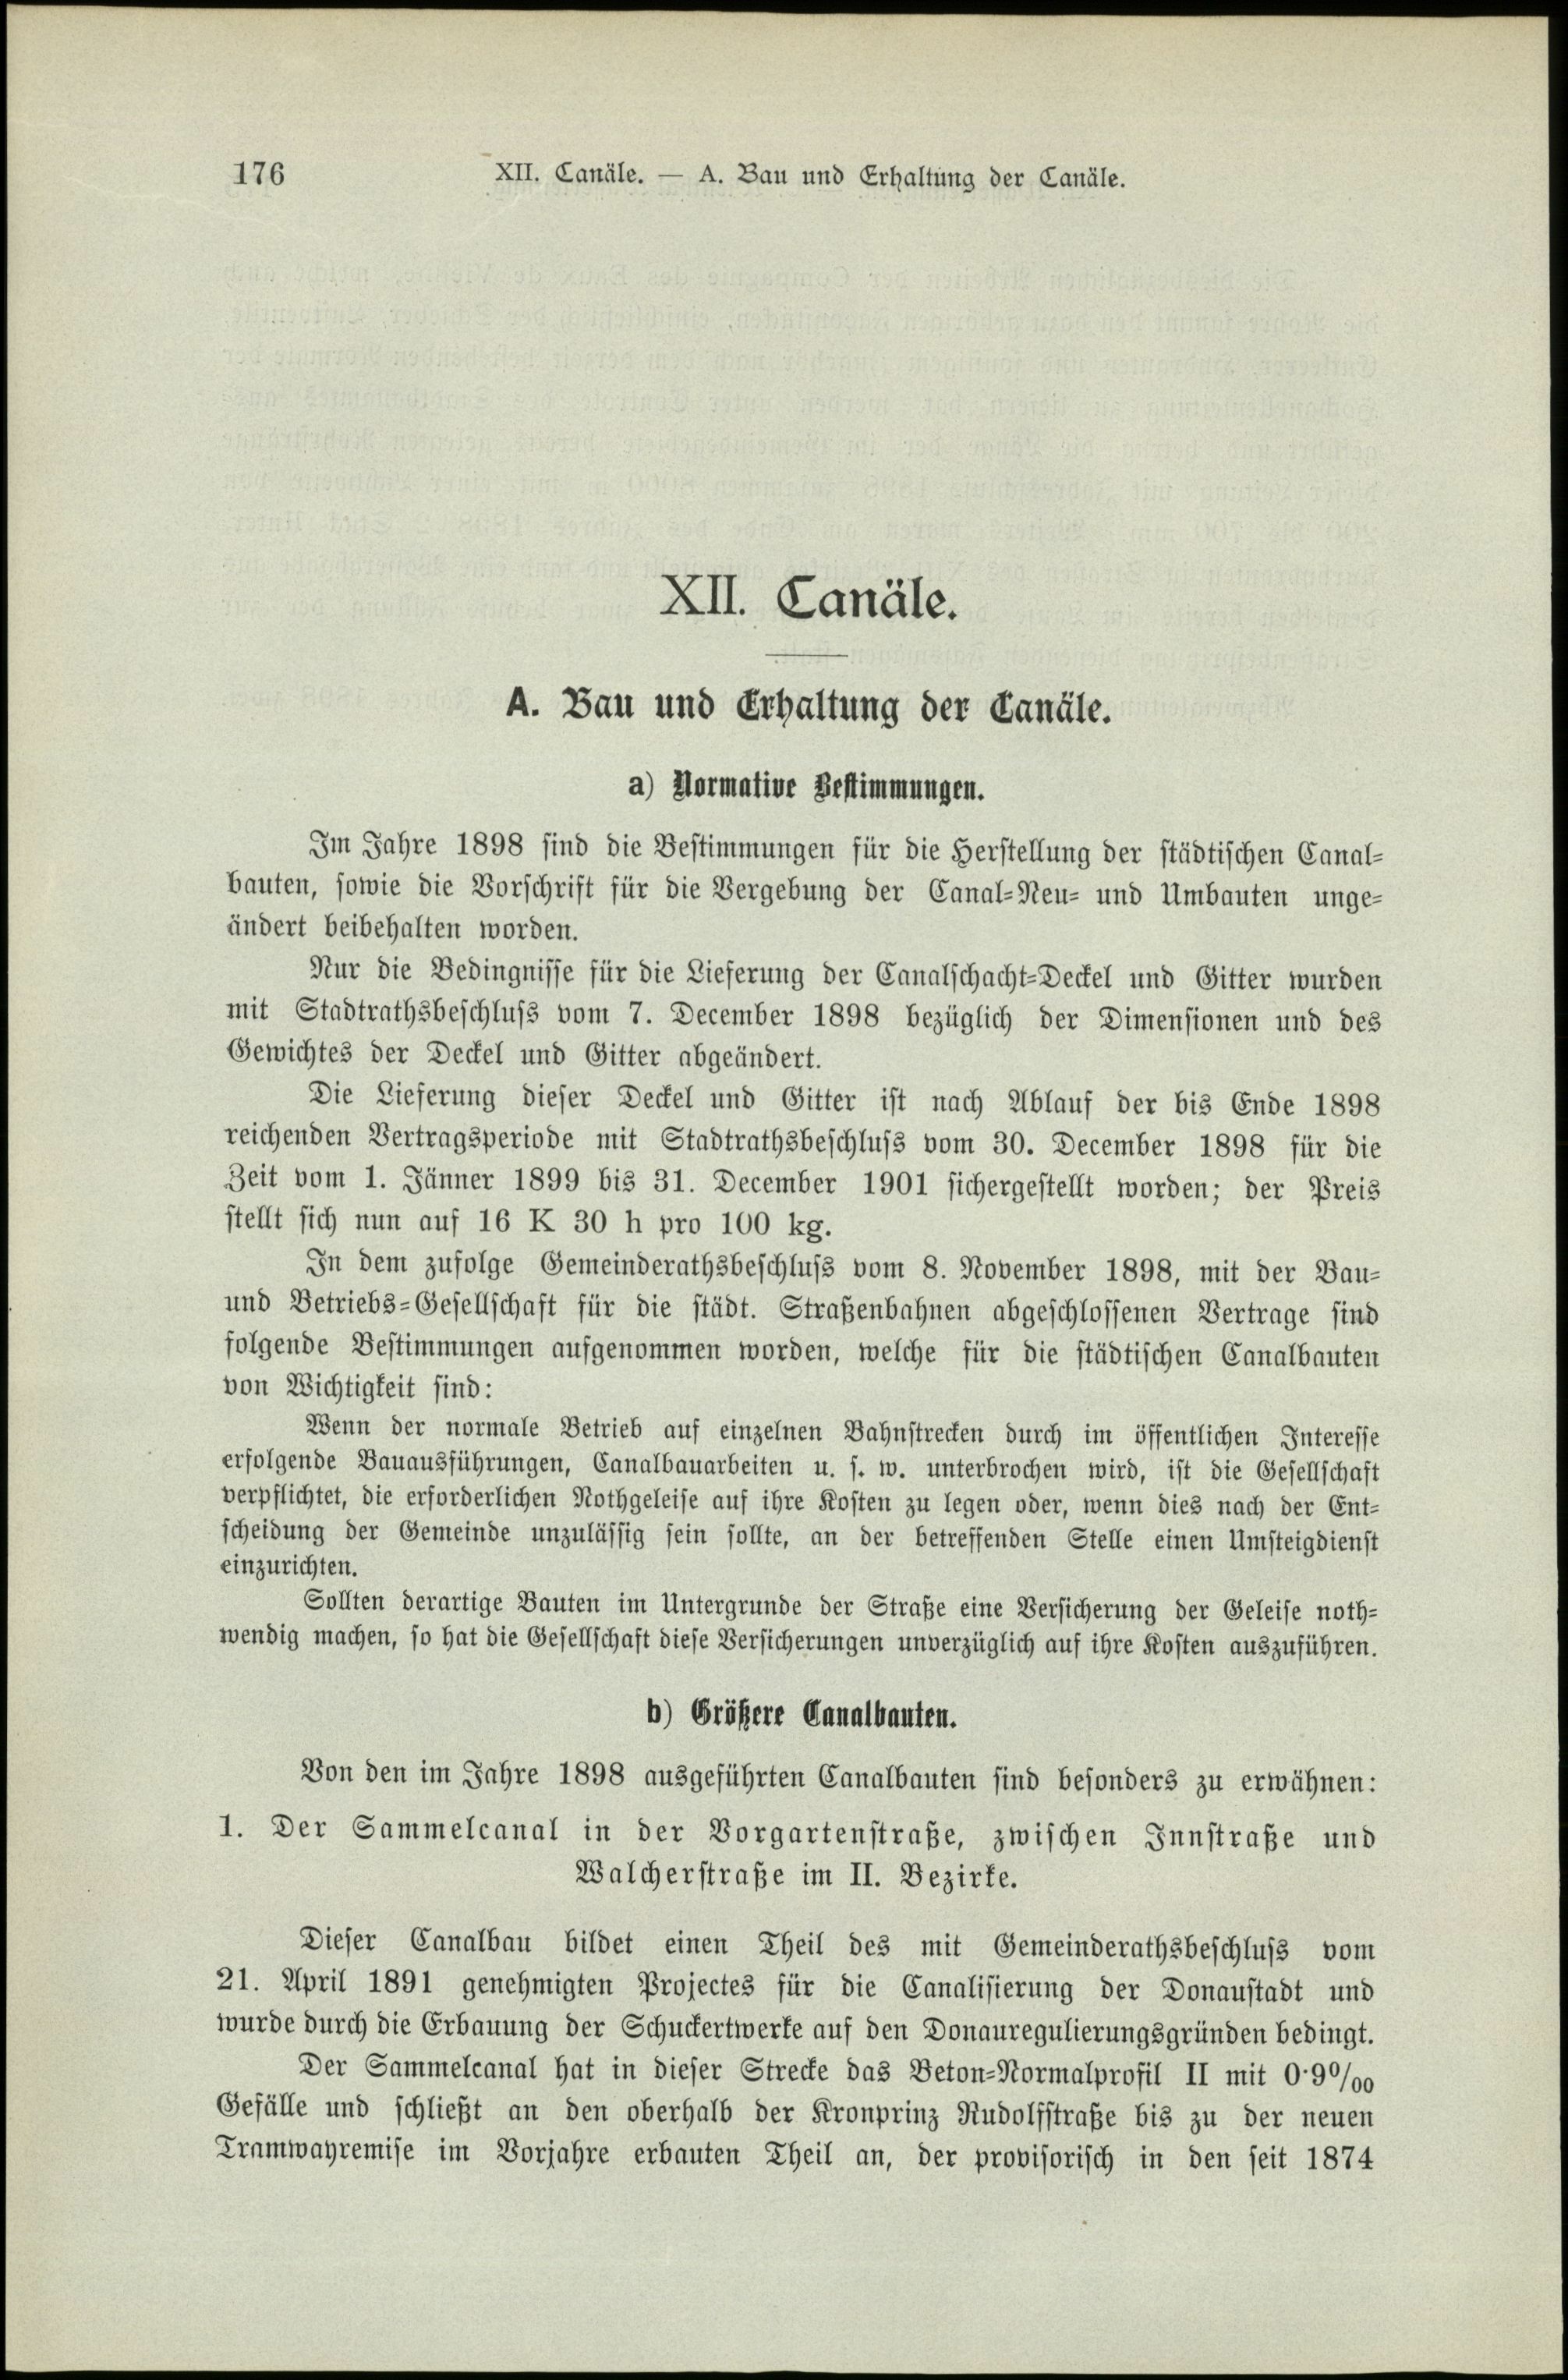 176
XII. Canäle. — A. Bau und Erhaltung der Canäle.
XII. Canäle.
A. Bau und Erhaltung der Canäle.
a) Normative Bestimmungen.
Im Jahre 1898 sind die Bestimmungen für die Herstellung der städtischen Canal-
bauten, sowie die Vorschrift für die Vergebung der Canal-Neu- und Umbauten unge-
ändert beibehalten worden.
Nur die Bedingnisse für die Lieferung der Canalschacht-Deckel und Gitter wurden
mit Stadtrathsbeschluss vom 7. December 1898 bezüglich der Dimensionen und des
Gewichtes der Deckel und Gitter abgeändert.
Die Lieferung dieser Deckel und Gitter ist nach Ablauf der bis Ende 1898
reichenden Vertragsperiode mit Stadtrathsbeschluss vom 30. December 1898 für die
Zeit vom 1. Jänner 1899 bis 31. December 1901 sichergestellt worden; der Preis
stellt sich nun auf 16 K 30 h pro 100 kg.
In dem zufolge Gemeinderathsbeschluss vom 8. November 1898, mit der Bau-
und Betriebs-Gesellschaft für die städt. Straßenbahnen abgeschlossenen Vertrage sind
folgende Bestimmungen aufgenommen worden, welche für die städtischen Canalbauten
von Wichtigkeit sind:
Wenn der normale Betrieb auf einzelnen Bahnstrecken durch im öffentlichen Interesse
erfolgende Bauausführungen, Canalbauarbeiten u. s. w. unterbrochen wird, ist die Gesellschaft
verpflichtet, die erforderlichen Nothgeleise auf ihre Kosten zu legen oder, wenn dies nach der Ent-
scheidung der Gemeinde unzulässig sein sollte, an der betreffenden Stelle einen Umsteigdienst
einzurichten.
Sollten derartige Bauten im Untergrunde der Straße eine Versicherung der Geleise noth-
wendig machen, so hat die Gesellschaft diese Versicherungen unverzüglich auf ihre Kosten auszuführen.
b) Größere Canalbauten.
Von den im Jahre 1898 ausgeführten Canalbauten sind besonders zu erwähnen:
1. Der Sammelcanal in der Vorgartenstraße, zwischen Innstraße und
Walcherstraße im II. Bezirke.
Dieser Canalbau bildet einen Theil des mit Gemeinderathsbeschluss vom
21. April 1891 genehmigten Projectes für die Canalisierung der Donaustadt und
wurde durch die Erbauung der Schuckertwerke auf den Donauregulierungsgründen bedingt.
Der Sammelcanal hat in dieser Strecke das Beton-Normalprofil II mit 0·9‰
Gefälle und schließt an den oberhalb der Kronprinz Rudolfstraße bis zu der neuen
Tramwayremise im Vorjahre erbauten Theil an, der provisorisch in den seit 1874